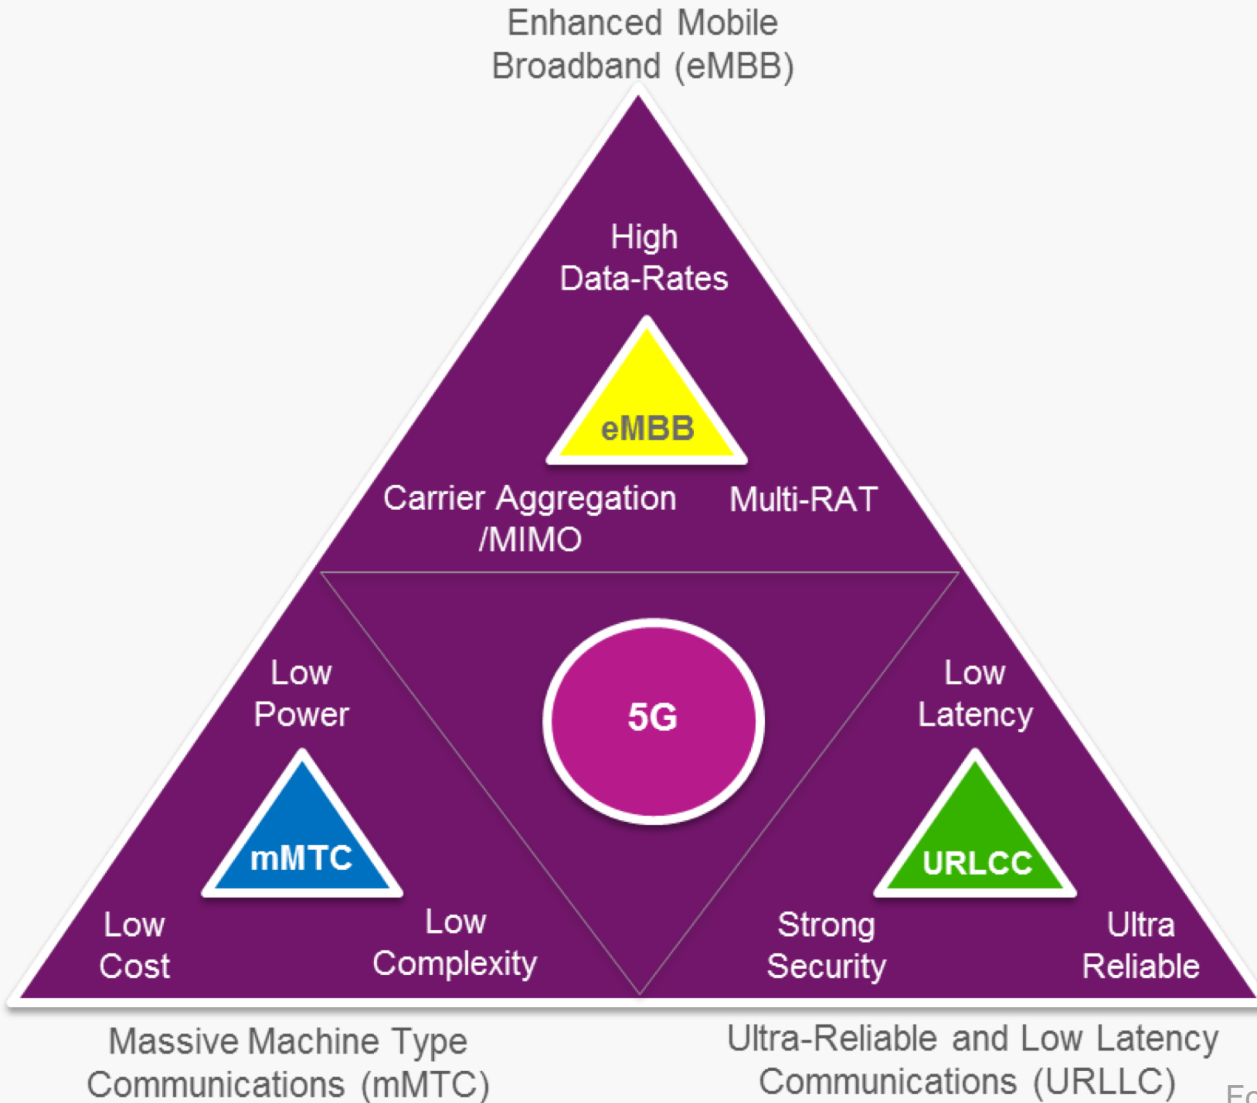 Enhanced Mobile
Broadband (eMBB)
High
Data-Rates
eMBB
Carrier Aggregation
/MIMO
Multi-RAT
5G
Low
Power
mMTC
Low
Cost
Low
Complexity
Low
Latency
URLCC
Strong
Security
Ultra
Reliable
Massive Machine Type
Communications (mMTC)
Ultra-Reliable and Low Latency
Communications (URLLC)